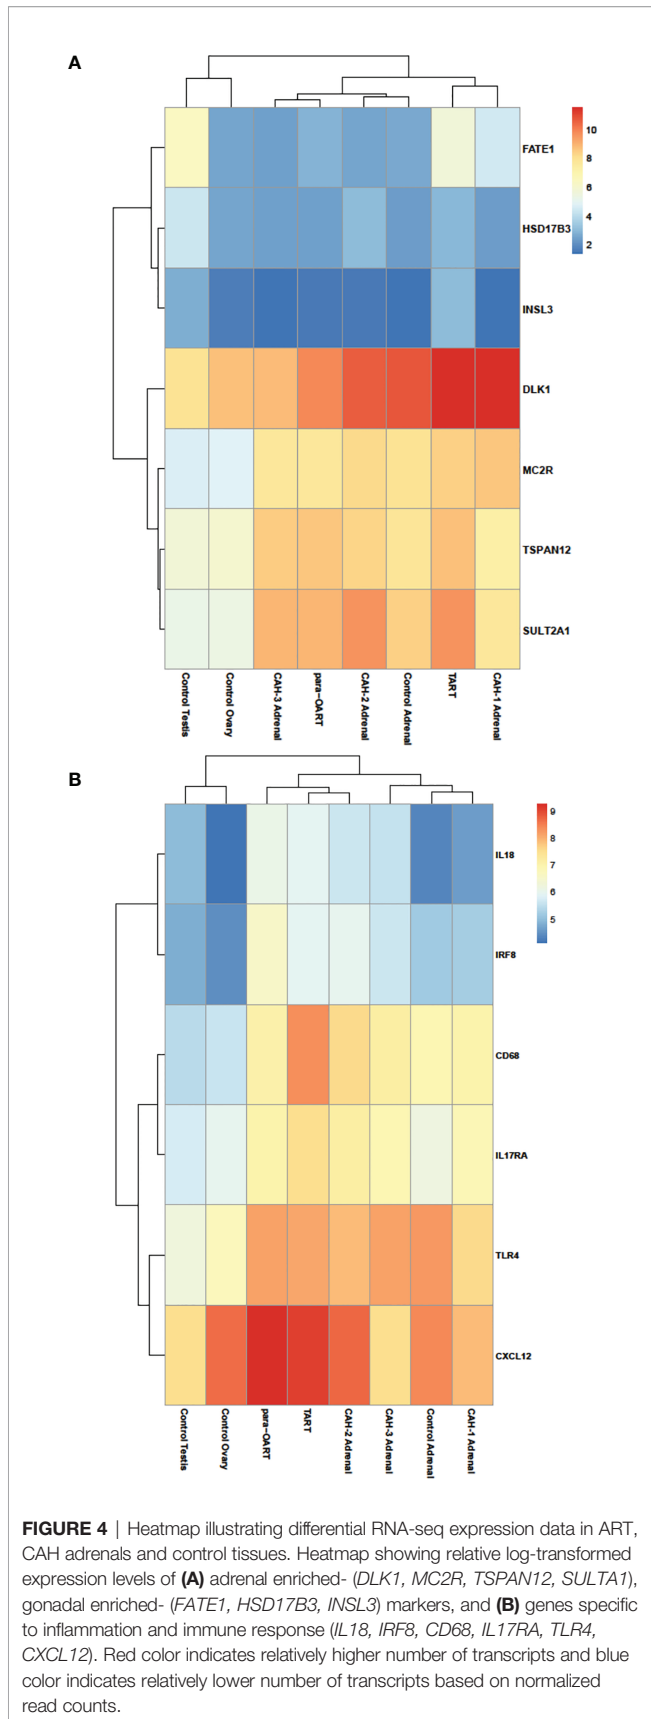 A
10
8
6
4
2
FATE1
HSD17B3
INSL3
DLK1
MC2R
TSPAN12
SULT2A1
Control Testis
Control Ovary
CAH-3 Adrenal
para-OART
CAH-2 Adrenal
Control Adrenal
TART
CAH-1 Adrenal
B
9
8
7
6
5
IL18
IRF8
CD68
IL17RA
TLR4
CXCL12
Control Testis
Control Ovary
para-OART
TART
CAH-2 Adrenal
CAH-3 Adrenal
Control Adrenal
CAH-1 Adrenal
FIGURE 4 | Heatmap illustrating differential RNA-seq expression data in ART,
CAH adrenals and control tissues. Heatmap showing relative log-transformed
expression levels of (A) adrenal enriched- (DLK1, MC2R, TSPAN12, SULTA1),
gonadal enriched- (FATE1, HSD17B3, INSL3) markers, and (B) genes specific
to inflammation and immune response (IL18, IRF8, CD68, IL17RA, TLR4,
CXCL12). Red color indicates relatively higher number of transcripts and blue
color indicates relatively lower number of transcripts based on normalized
read counts.